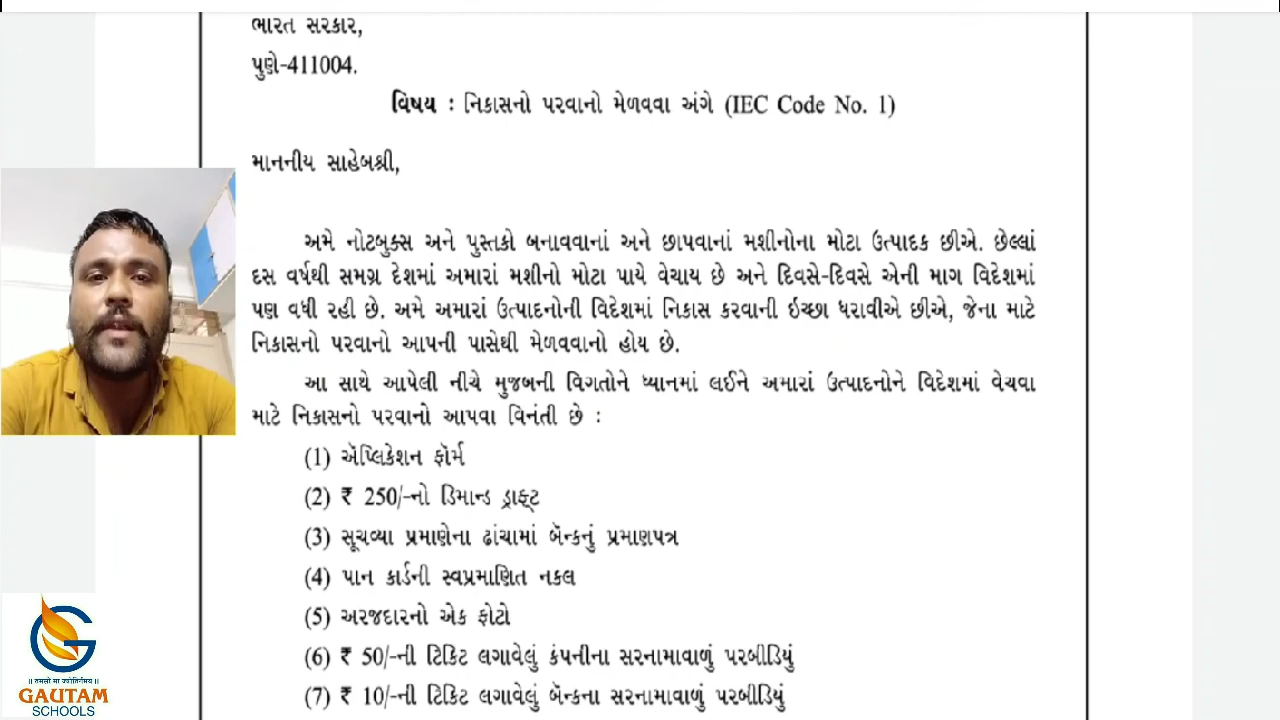 ભારત સરકાર,
પુણે-411004.
વિષય : નિકાસનો પરવાનો મેળવવા અંગે (IEC Code No. 1)
માનનીય સાહેબશ્રી,
અમે નોટબુક્સ અને પુસ્તકો બનાવવાનાં અને છાપવાનાં મશીનોના મોટા ઉત્પાદક છીએ. છેલ્લાં
દસ વર્ષથી સમગ્ર દેશમાં અમારાં મશીનો મોટા પાયે વેચાય છે અને દિવસે-દિવસે એની માગ વિદેશમાં
પણ વધી રહી છે. અમે અમારાં ઉત્પાદનોની વિદેશમાં નિકાસ કરવાની ઇચ્છા ધરાવીએ છીએ, જેના માટે
નિકાસનો પરવાનો આપની પાસેથી મેળવવાનો હોય છે.
આ સાથે આપેલી નીચે મુજબની વિગતોને ધ્યાનમાં લઈને અમારાં ઉત્પાદનોને વિદેશમાં વેચવા
માટે નિકાસનો પરવાનો આપવા વિનંતી છે :
(1) ઍપ્લિકેશન ફૉર્મ
(2) ₹ 250/-નો ડિમાન્ડ ડ્રાફ્ટ
(3) સૂચવ્યા પ્રમાણેના ઢાંચામાં બૅન્કનું પ્રમાણપત્ર
(4) પાન કાર્ડની સ્વપ્રમાણિત નકલ
(5) અરજદારનો એક ફોટો
(6) ₹ 50/-ની ટિકિટ લગાવેલું કંપનીના સરનામાવાળું પરબીડિયું
(7) ₹ 10/-ની ટિકિટ લગાવેલું બૅન્કના સરનામાવાળું પરબીડિયું
|| तमसो मा ज्योतिर्गमय ||
GAUTAM
SCHOOLS